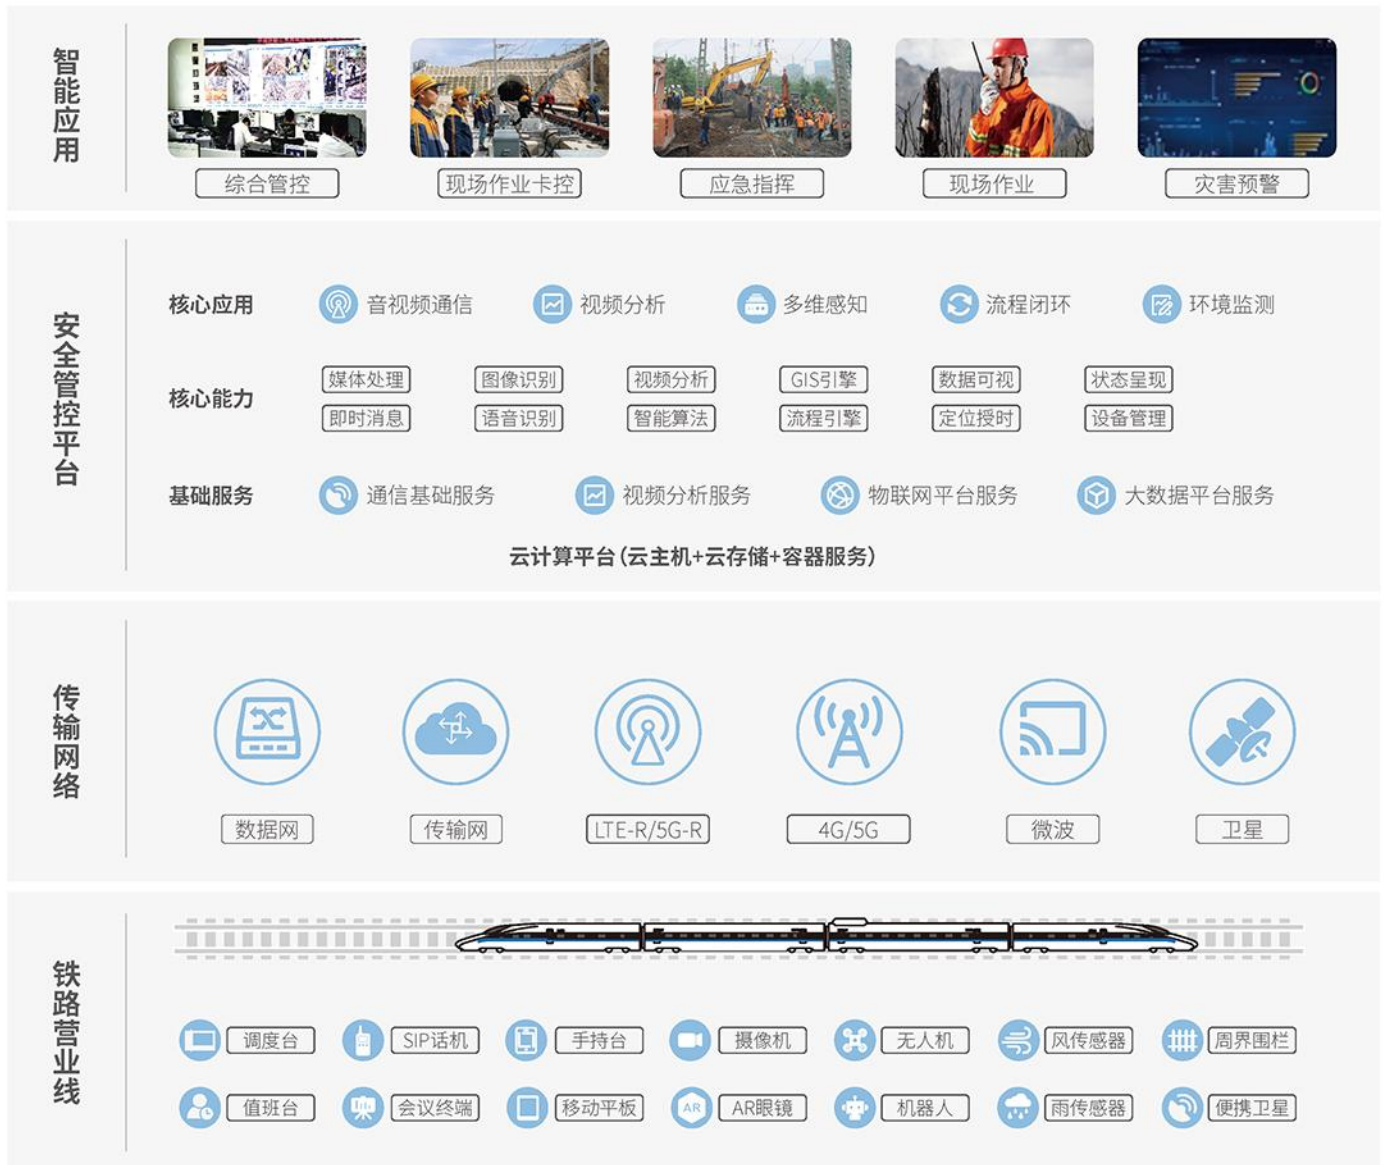 智能应用
综合管控
现场作业卡控
应急指挥
现场作业
灾害预警
安全管控平台
核心应用
音视频通信
视频分析
多维感知
流程闭环
环境监测
核心能力
媒体处理
图像识别
视频分析
GIS引擎
数据可视
状态呈现
即时消息
语音识别
智能算法
流程引擎
定位授时
设备管理
基础服务
通信基础服务
视频分析服务
物联网平台服务
大数据平台服务
云计算平台(云主机+云存储+容器服务)
传输网络
数据网
传输网
LTE-R/5G-R
4G/5G
微波
卫星
铁路营业线
调度台
SIP话机
手持台
摄像机
无人机
风传感器
周界围栏
值班台
会议终端
移动平板
AR
AR眼镜
机器人
雨传感器
便携卫星